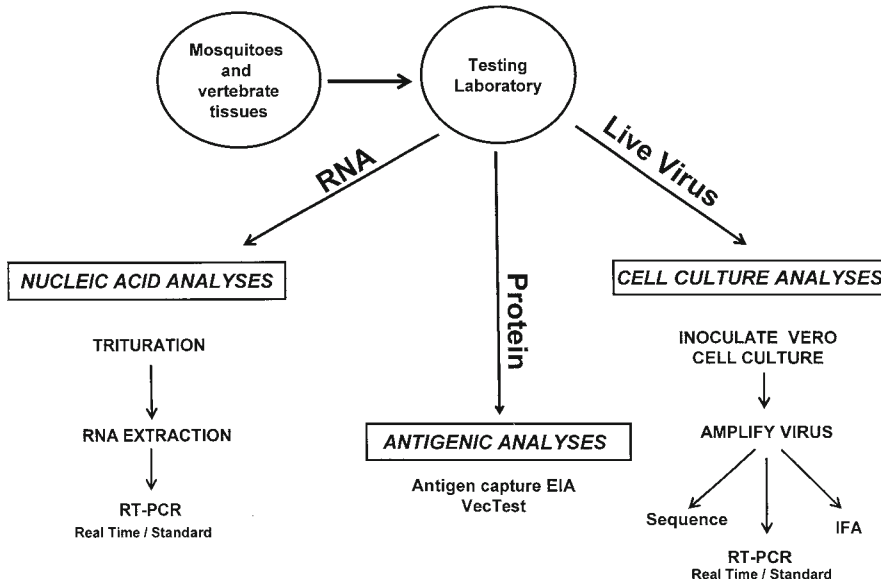 Mosquitoes
and
vertebrate
tissues
Testing
Laboratory
RNA
Protein
Live Virus
NUCLEIC ACID ANALYSES
TRITURATION
RNA EXTRACTION
RT-PCR
Real Time / Standard
ANTIGENIC ANALYSES
Antigen capture EIA
VecTest
CELL CULTURE ANALYSES
INOCULATE VERO
CELL CULTURE
AMPLIFY VIRUS
Sequence
IFA
RT-PCR
Real Time / Standard